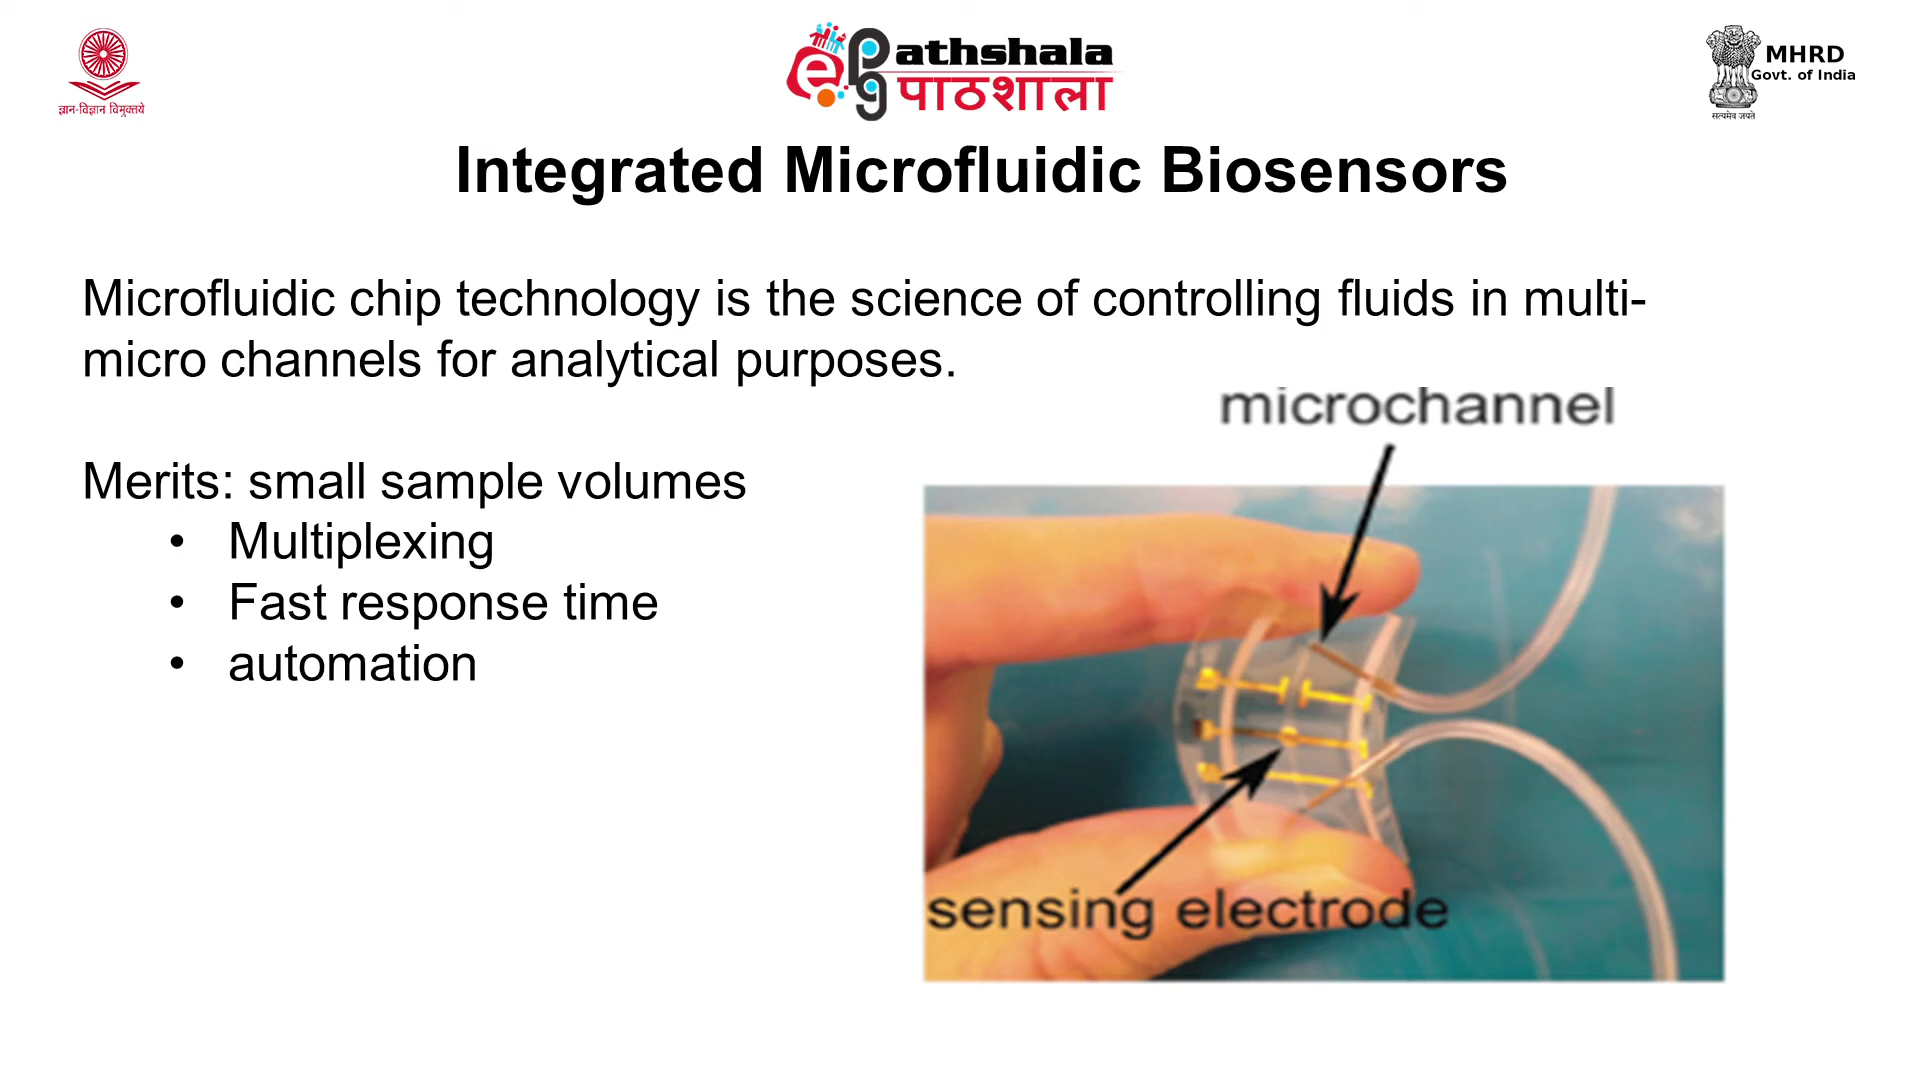 ज्ञान-विज्ञान विमुक्तये
ePG Pathshala
पाठशाला
MHRD
Govt. of India
सत्यमेव जयते
Integrated Microfluidic Biosensors
Microfluidic chip technology is the science of controlling fluids in multi-
micro channels for analytical purposes.
microchannel
Merits: small sample volumes
• Multiplexing
• Fast response time
• automation
sensing electrode